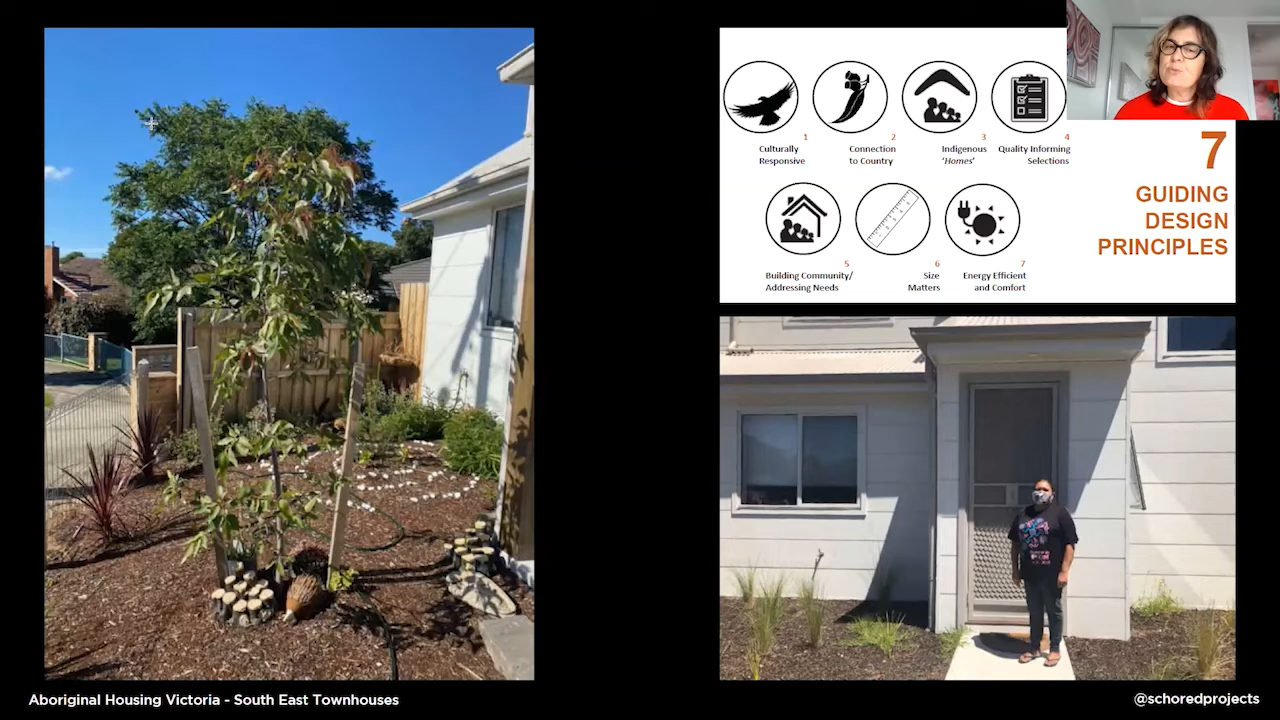 1
Culturally
Responsive
2
Connection
to Country
3
Indigenous
‘Homes’
4
Quality Informing
Selections
5
Building Community/
Addressing Needs
6
Size
Matters
7
Energy Efficient
and Comfort
7
GUIDING
DESIGN
PRINCIPLES
Aboriginal Housing Victoria - South East Townhouses
@schoredprojects